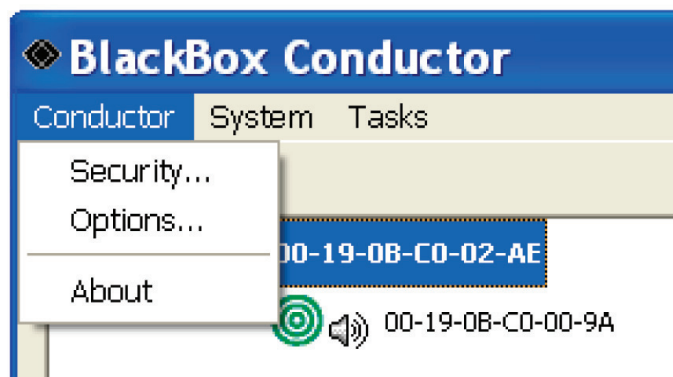 BlackBox Conductor
Conductor System Tasks
Security...
Options...
00-19-0B-C0-02-AE
About
00-19-0B-C0-00-9A